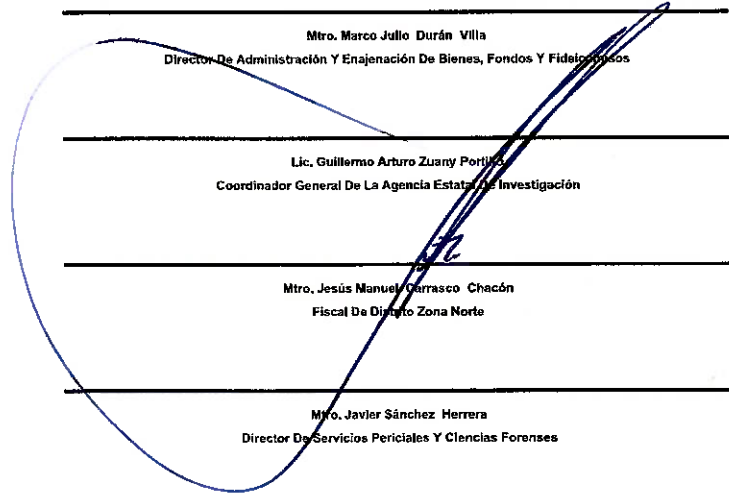 Mtro. Marco Julio Durán Villa
Director De Administración Y Enajenación De Bienes, Fondos Y Fideicomisos
Lic. Guillermo Arturo Zuany Portillo
Coordinador General De La Agencia Estatal De Investigación
Mtro. Jesús Manuel Carrasco Chacón
Fiscal De Distrito Zona Norte
Mtro. Javier Sánchez Herrera
Director De Servicios Periciales Y Ciencias Forenses